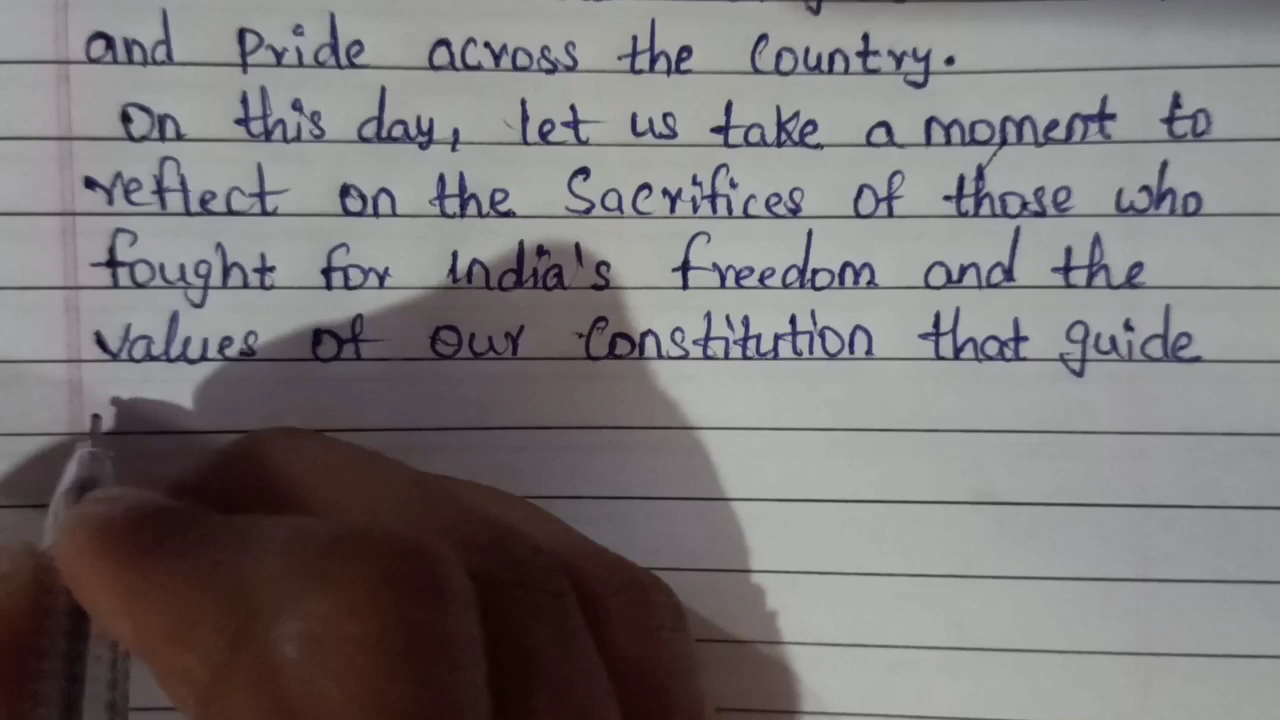 and Pride across the Country.
On this day, let us take a moment to
reflect on the Sacrifices of those who
fought for india's freedom and the
values of our Constitution that guide